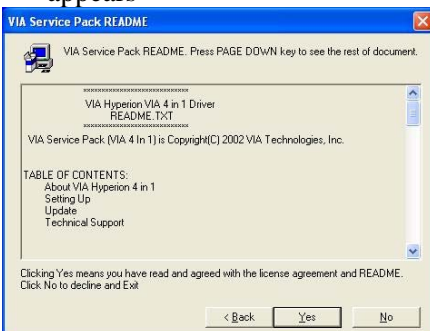 appears
VIA Service Pack README
VIA Service Pack README. Press PAGE DOWN key to see the rest of document.
****************************
VIA Hyperion VIA 4 in 1 Driver
README.TXT
****************************
VIA Service Pack (VIA 4 In 1) is Copyright(C) 2002 VIA Technologies, Inc.
TABLE OF CONTENTS:
About VIA Hyperion 4 in 1
Setting Up
Update
Technical Support
Clicking Yes means you have read and agreed with the license agreement and README.
Click No to decline and Exit
< Back
Yes
No